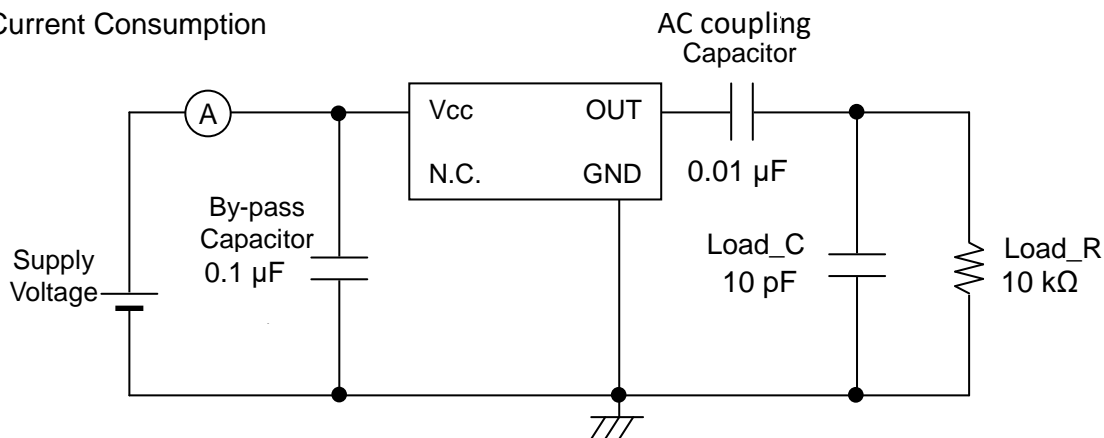 Current Consumption
AC coupling
Capacitor
A
Vcc
OUT
N.C.
GND
0.01 µF
By-pass
Capacitor
0.1 µF
Supply
Voltage
Load_C
10 pF
Load_R
10 kΩ